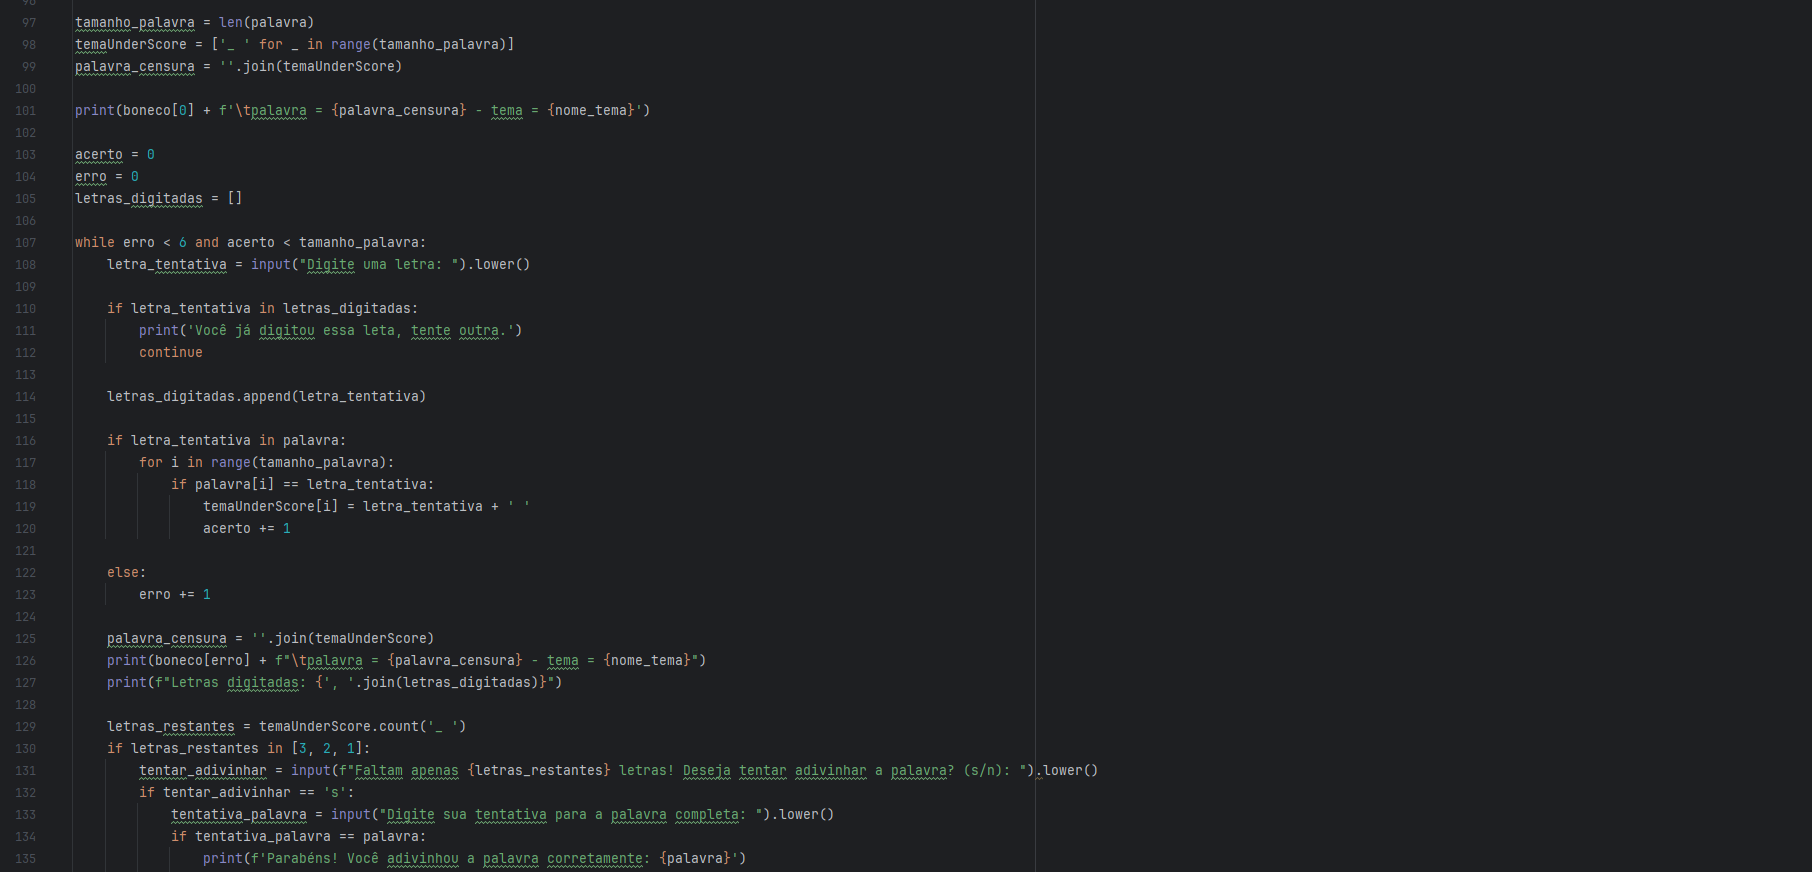 96
97 tamanho_palavra = len(palavra)
98 temaUnderScore = ['_ ' for _ in range(tamanho_palavra)]
99 palavra_censura = ''.join(temaUnderScore)
100
101 print(boneco[0] + f'\tpalavra = {palavra_censura} - tema = {nome_tema}')
102
103 acerto = 0
104 erro = 0
105 letras_digitadas = []
106
107 while erro < 6 and acerto < tamanho_palavra:
108     letra_tentativa = input("Digite uma letra: ").lower()
109
110     if letra_tentativa in letras_digitadas:
111         print('Você já digitou essa leta, tente outra.')
112         continue
113
114     letras_digitadas.append(letra_tentativa)
115
116     if letra_tentativa in palavra:
117         for i in range(tamanho_palavra):
118             if palavra[i] == letra_tentativa:
119                 temaUnderScore[i] = letra_tentativa + ' '
120                 acerto += 1
121
122     else:
123         erro += 1
124
125     palavra_censura = ''.join(temaUnderScore)
126     print(boneco[erro] + f"\tpalavra = {palavra_censura} - tema = {nome_tema}")
127     print(f"Letras digitadas: {', '.join(letras_digitadas)}")
128
129     letras_restantes = temaUnderScore.count('_ ')
130     if letras_restantes in [3, 2, 1]:
131         tentar_adivinhar = input(f"Faltam apenas {letras_restantes} letras! Deseja tentar adivinhar a palavra? (s/n): ").lower()
132         if tentar_adivinhar == 's':
133             tentativa_palavra = input("Digite sua tentativa para a palavra completa: ").lower()
134             if tentativa_palavra == palavra:
135                 print(f'Parabéns! Você adivinhou a palavra corretamente: {palavra}')